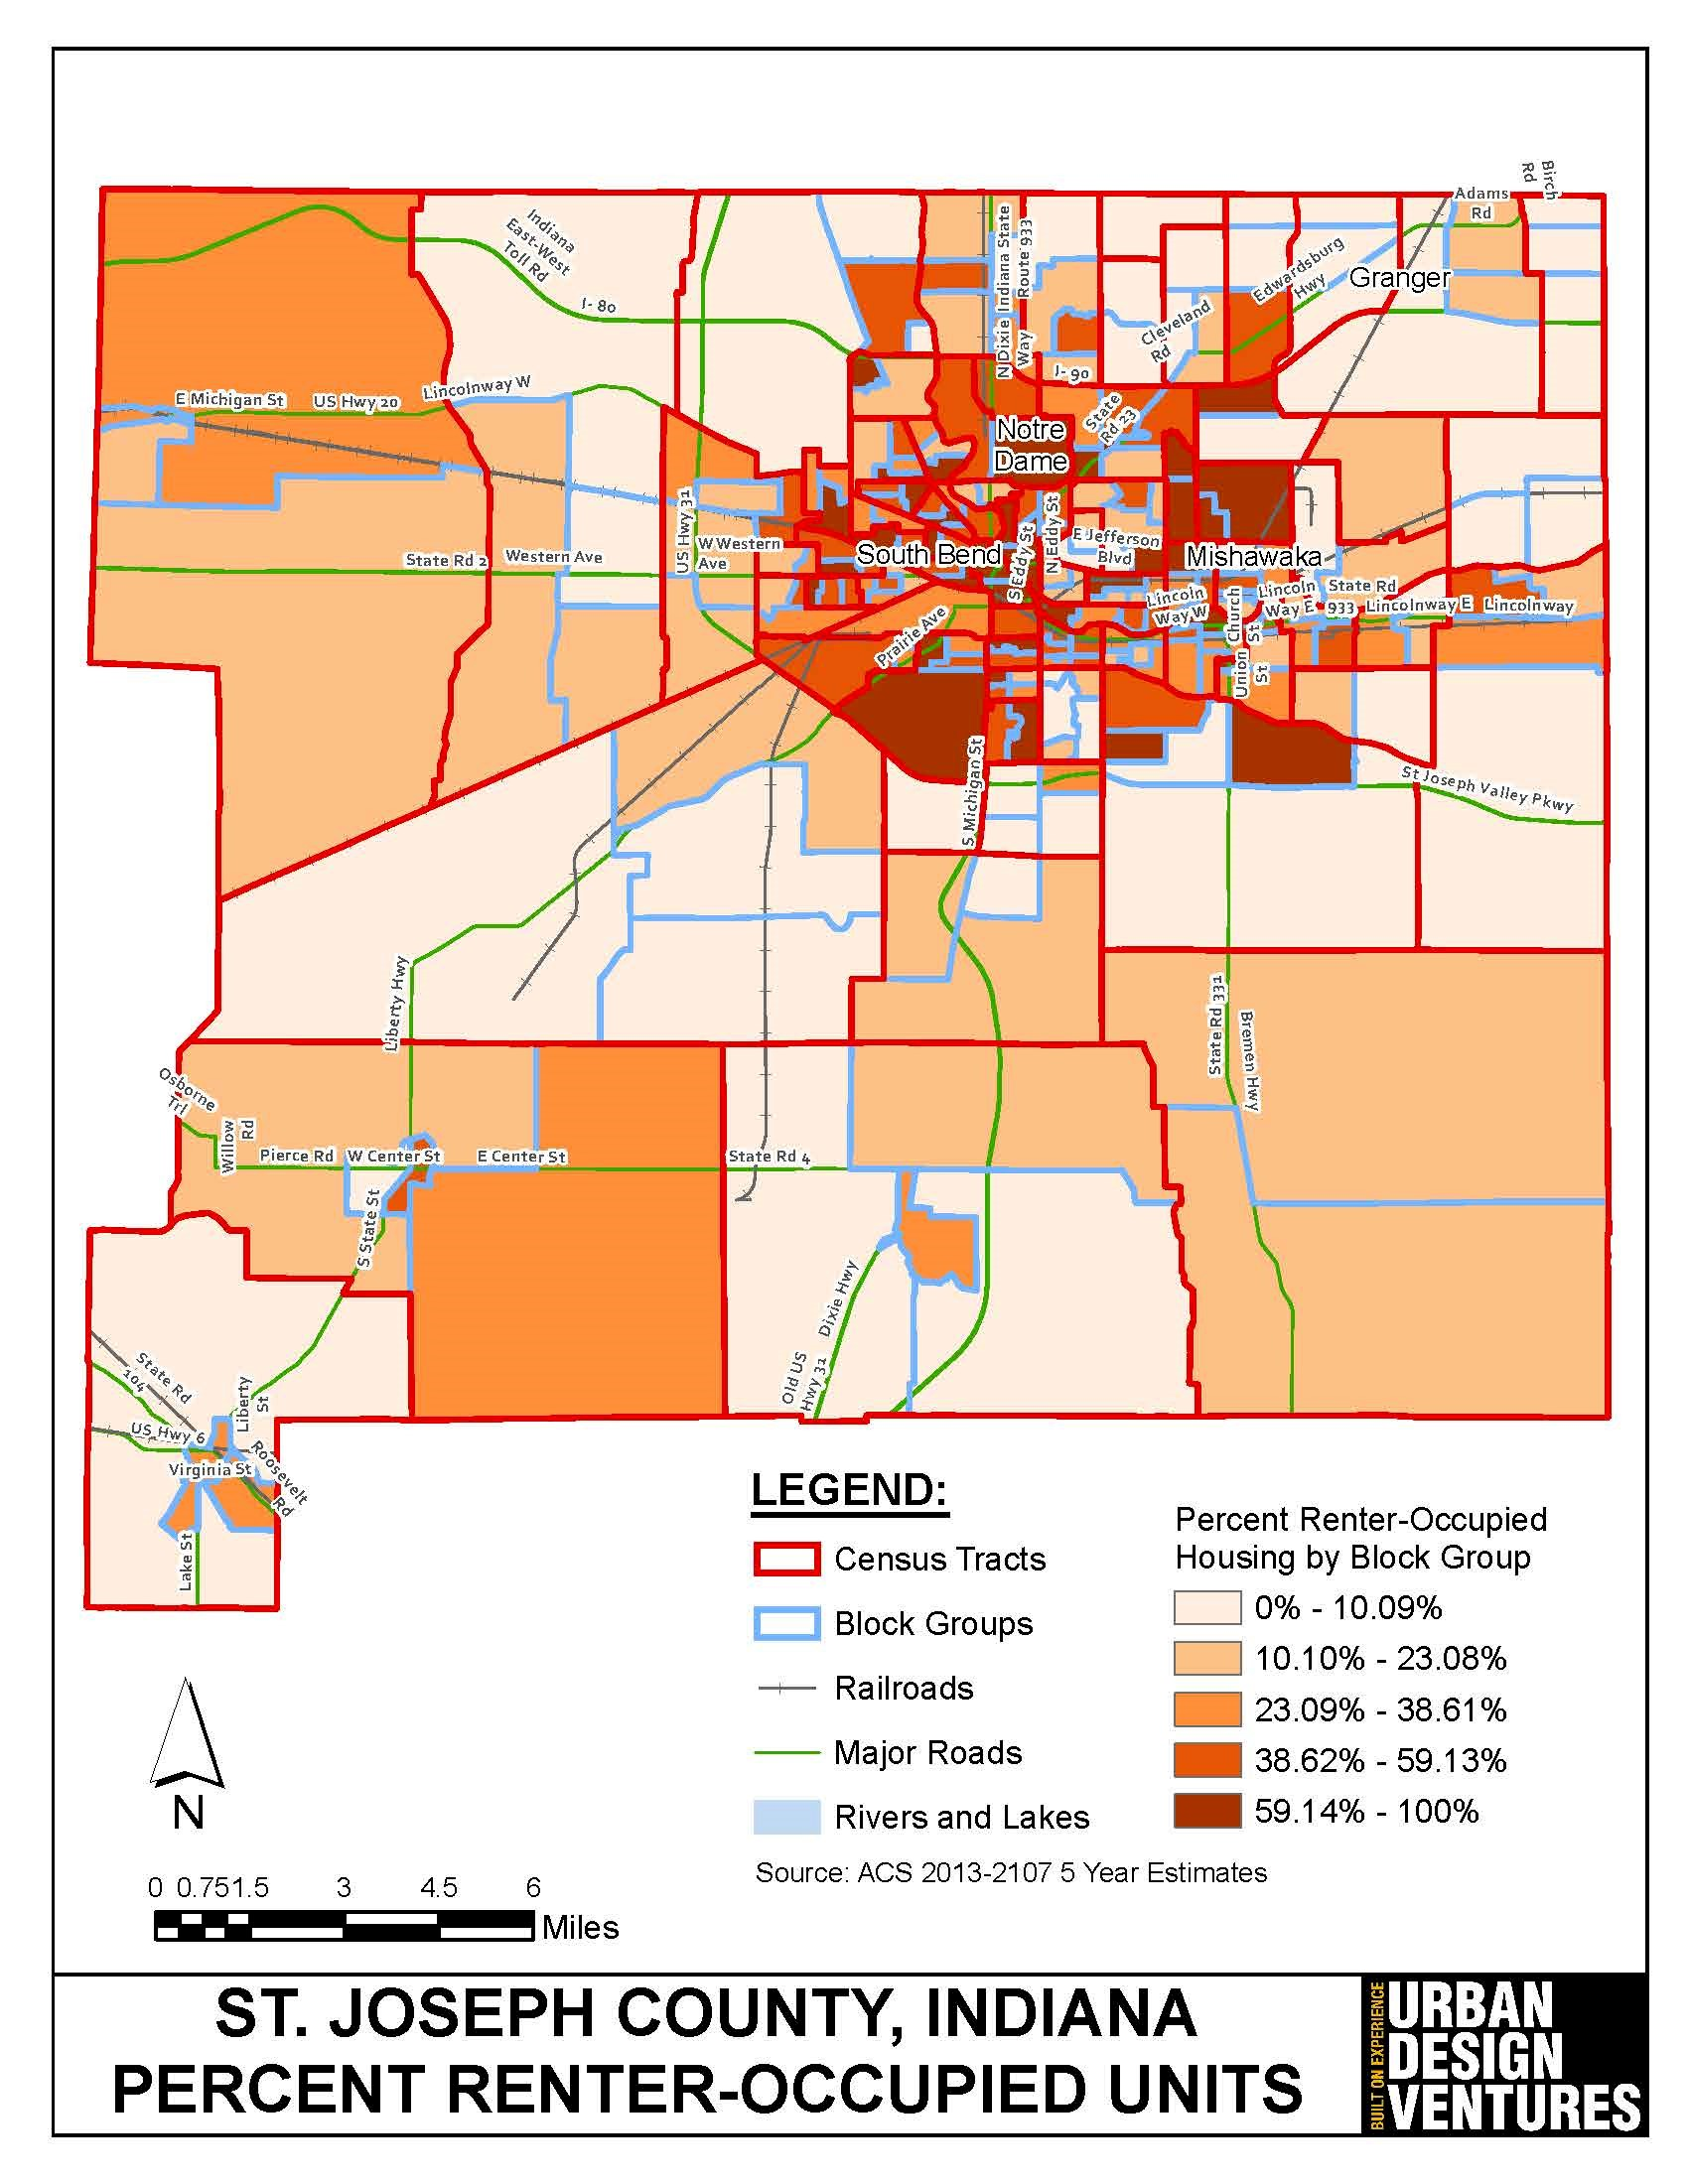 Birch
Rd
Adams
Rd
Indiana
East-West
Toll Rd
I- 80
N Dixie Indiana State
Way Route 933
Edwardsburg
Hwy
Granger
Cleveland
Rd
I- 90
E Michigan St
US Hwy 20
Lincolnway W
State
Rd 23
Notre
Dame
US Hwy 31
W Western
Ave
State Rd 2
Western Ave
South Bend
S Eddy St
N Eddy St
E Jefferson
Blvd
Mishawaka
Lincoln
Way W
Church
St
Lincoln
Way E
State Rd
933
Lincolnway E
Lincolnway
Prairie Ave
Union
St
S Michigan St
St Joseph Valley Pkwy
Liberty Hwy
State Rd 331
Bremen Hwy
Osborne
Trl
Willow
Rd
Pierce Rd
W Center St
E Center St
State Rd 4
S State St
Dixie Hwy
Old US
Hwy 31
State Rd
104
Liberty
St
US Hwy 6
Virginia St
Roosevelt
Rd
Lake St
LEGEND:
Census Tracts
Block Groups
Railroads
Major Roads
Rivers and Lakes
Percent Renter-Occupied
Housing by Block Group
0% - 10.09%
10.10% - 23.08%
23.09% - 38.61%
38.62% - 59.13%
59.14% - 100%
Source: ACS 2013-2107 5 Year Estimates
N
0 0.75 1.5 3 4.5 6
Miles
ST. JOSEPH COUNTY, INDIANA
PERCENT RENTER-OCCUPIED UNITS
BUILT ON EXPERIENCE
URBAN
DESIGN
VENTURES